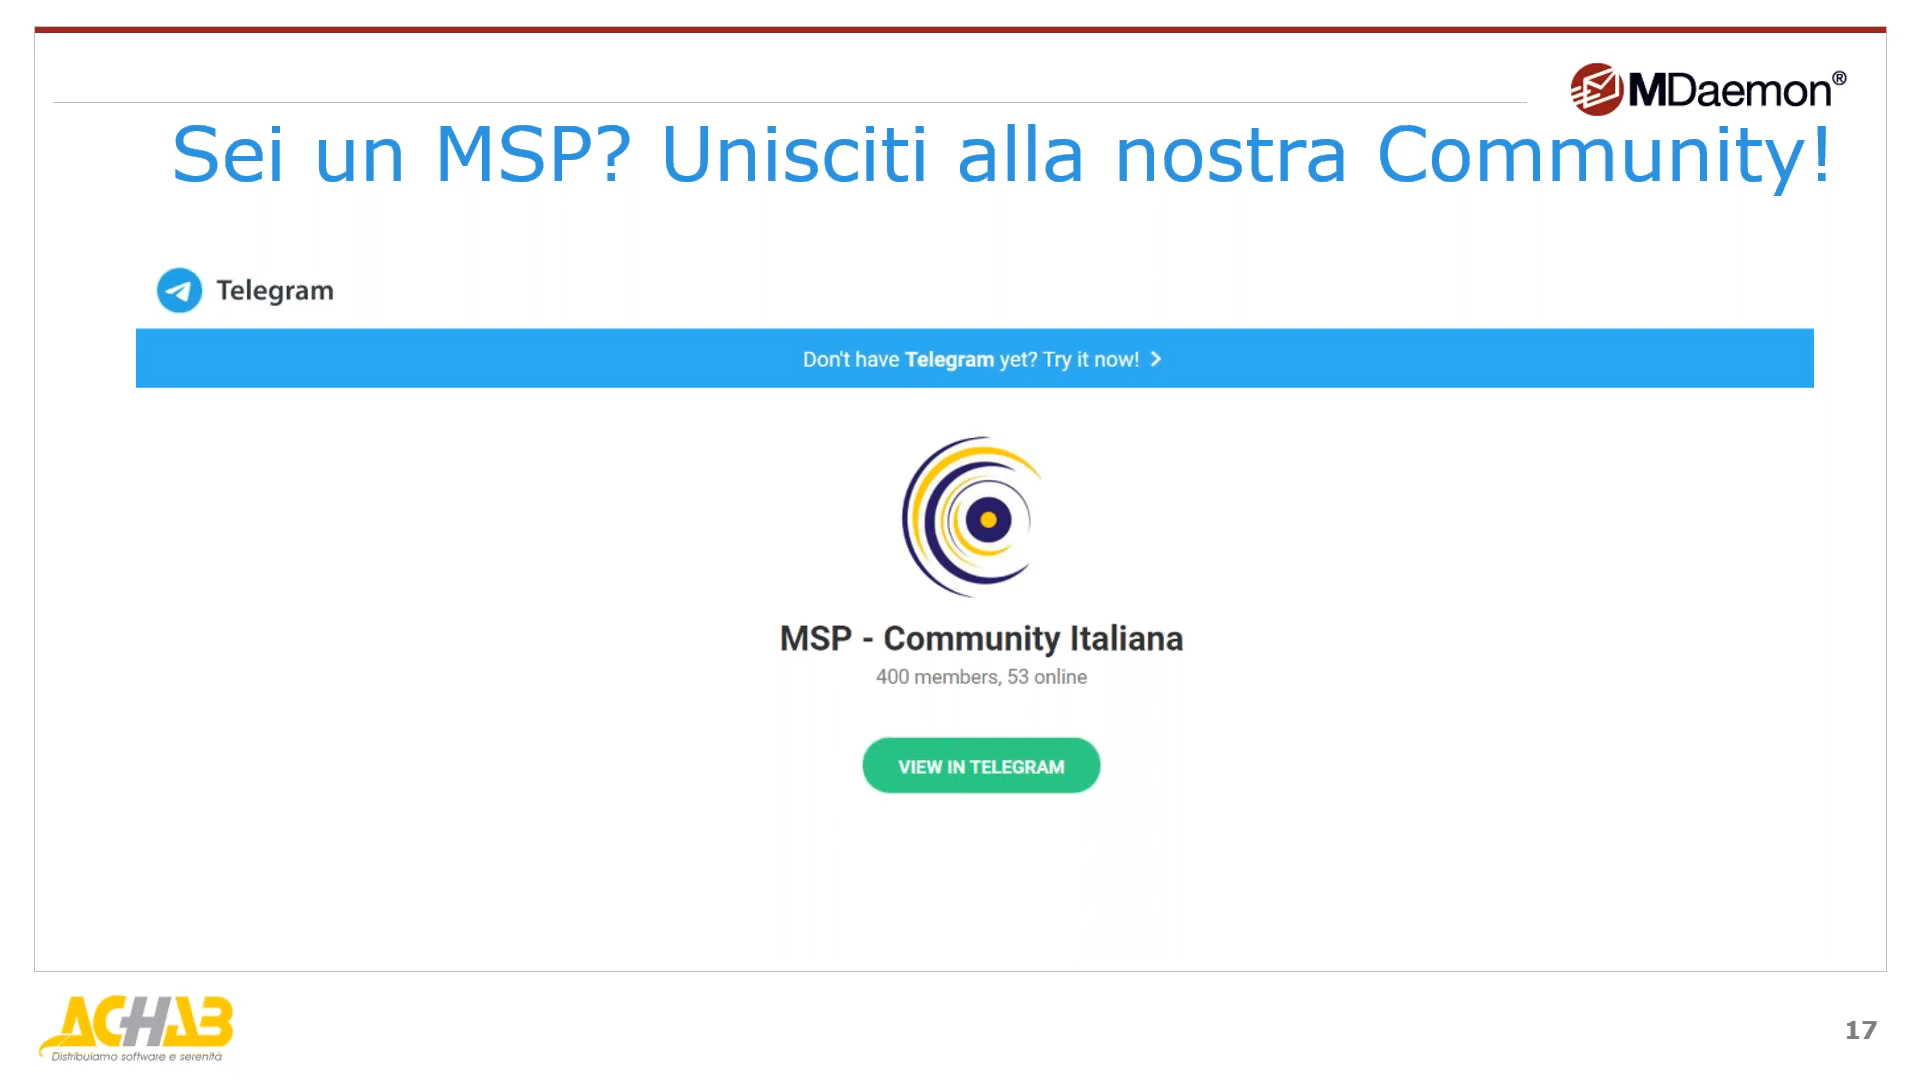 MDaemon®
Sei un MSP? Unisciti alla nostra Community!
Telegram
Don't have Telegram yet? Try it now!
MSP - Community Italiana
400 members, 53 online
VIEW IN TELEGRAM
ACHAB
Distribuiamo software e serenità
17